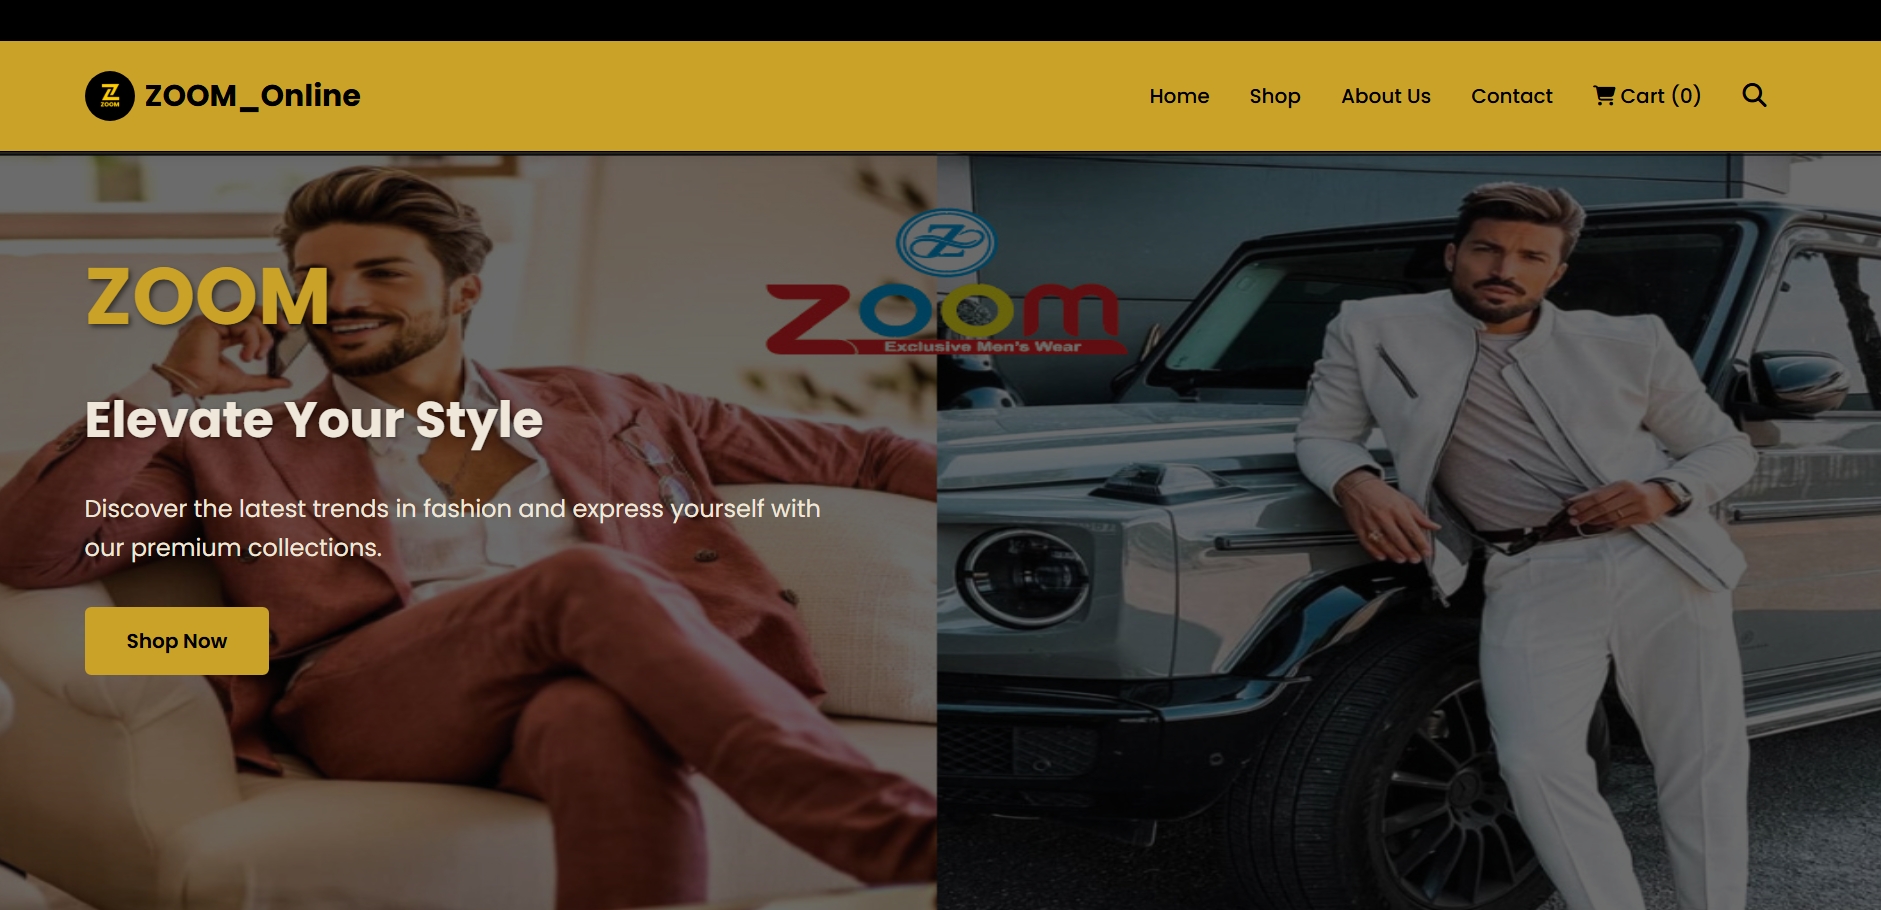 ZOOM
ZOOM_Online
Home
Shop
About Us
Contact
Cart (0)
Z
zoom
Exclusive Men's Wear
ZOOM
Elevate Your Style
Discover the latest trends in fashion and express yourself with
our premium collections.
Shop Now